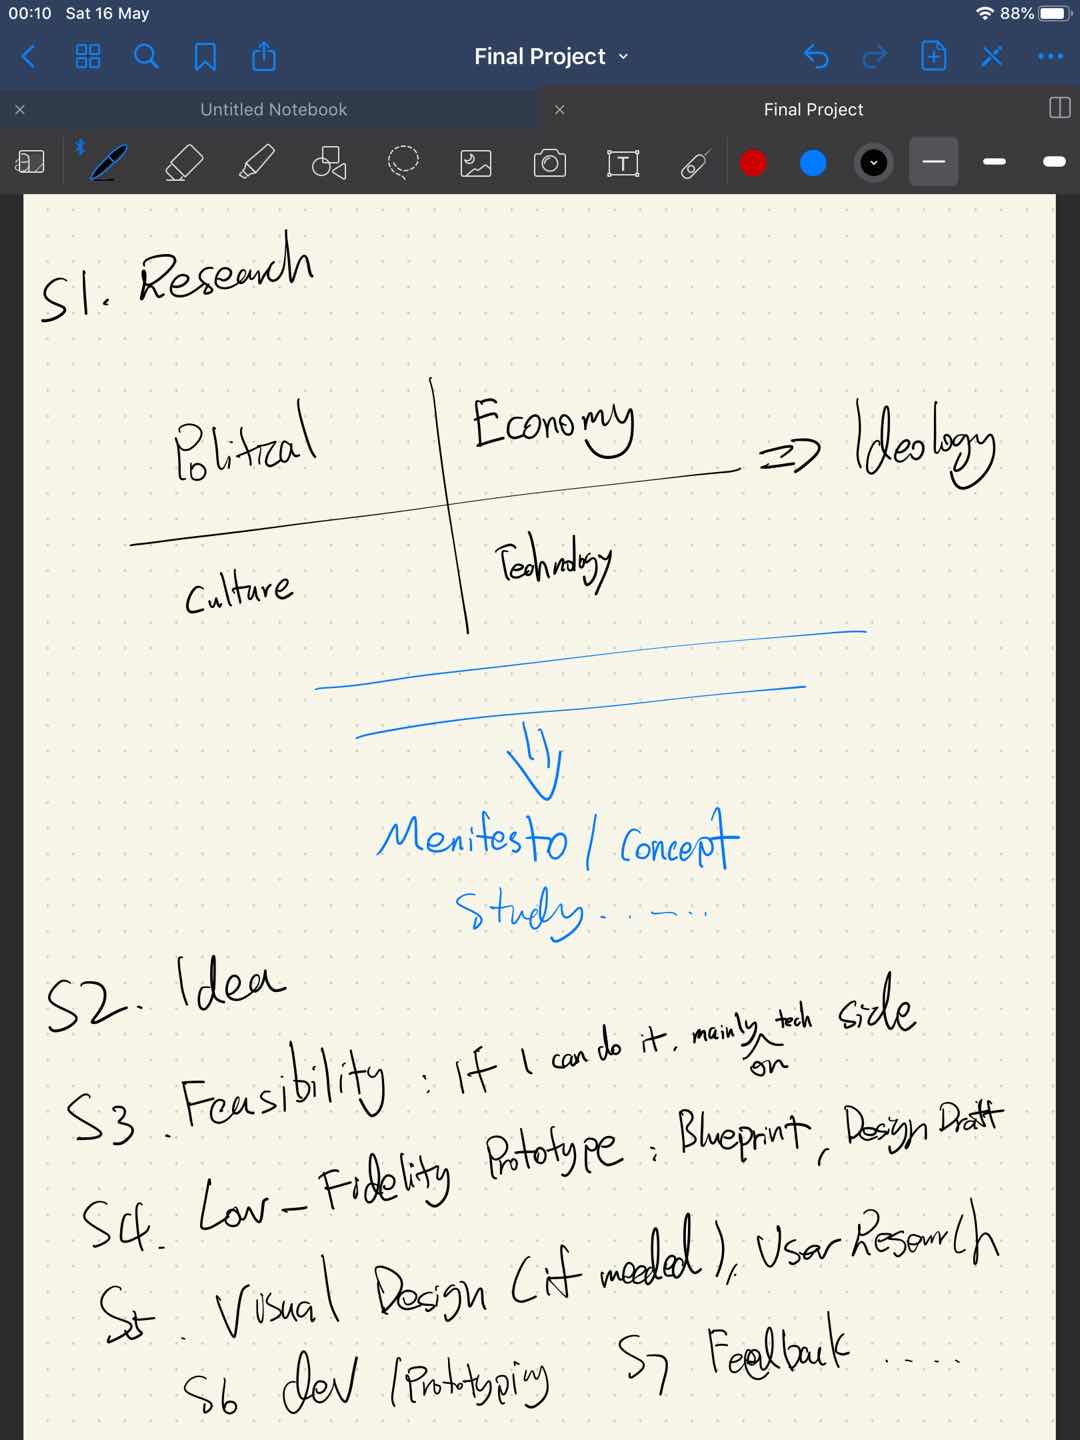 00:10 Sat 16 May 88%
Final Project
Untitled Notebook Final Project
S1. Research
Political Economy => Ideology
Culture Technology
Menifesto / Concept
Study.......
S2. Idea
S3. Feasibility : if I can do it. mainly on tech side
S4. Low-Fidelity Prototype : Blueprint, Design Draft
S5. Visual Design (if needed), User Research
S6 dev / Prototyping S7 Feedback .....